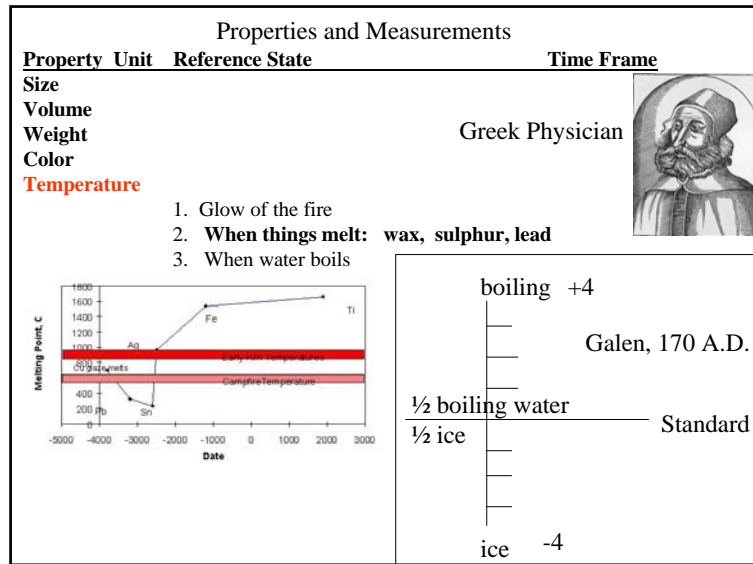 Properties and Measurements
Property Unit Reference State Time Frame
Size
Volume
Weight
Color
Temperature
Greek Physician
1. Glow of the fire
2. When things melt: wax, sulphur, lead
3. When water boils
Melting Point, C
1800
1600
1400
1200
1000
800
600
400
200
0
Ti
Fe
Ag
Early Kiln Temperatures
Cu glaze melts
Campfire Temperature
Pb
Sn
-5000 -4000 -3000 -2000 -1000 0 1000 2000 3000
Date
boiling +4
Galen, 170 A.D.
½ boiling water
½ ice
Standard
ice -4